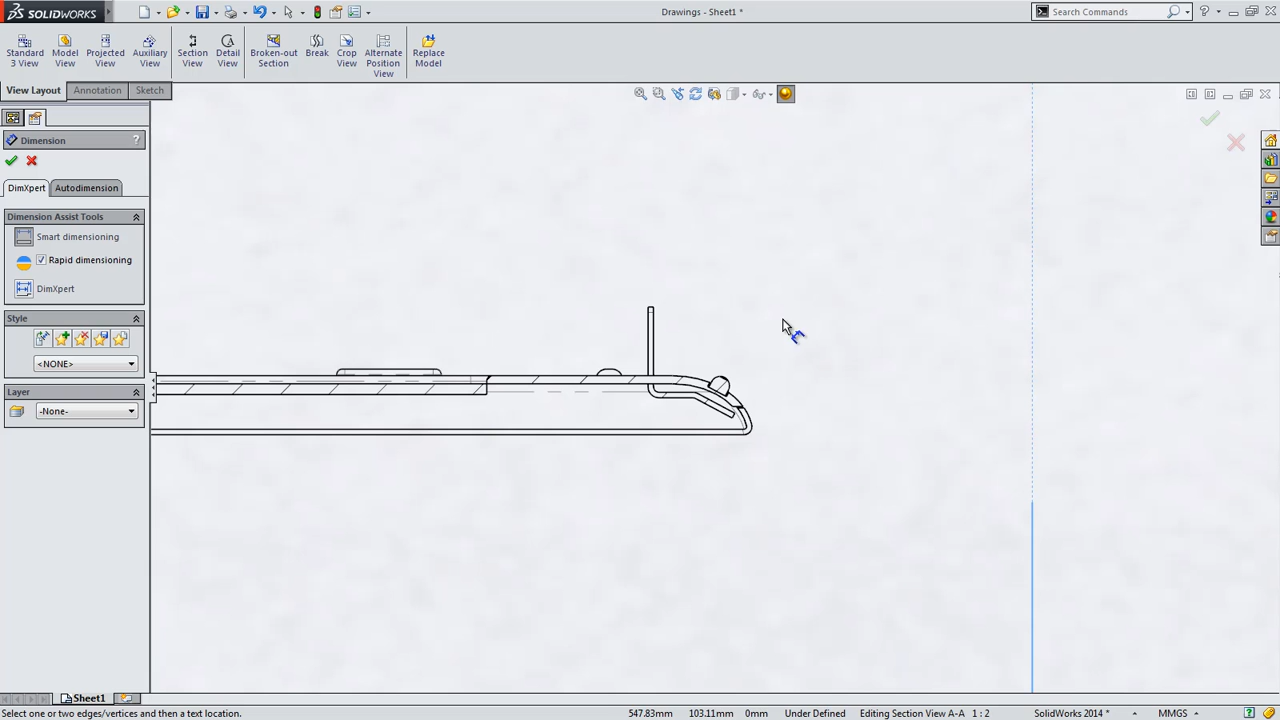 SOLIDWORKS
Drawings - Sheet1 *
Search Commands
Standard 3 View
Model View
Projected View
Auxiliary View
Section View
Detail View
Broken-out Section
Break
Crop View
Alternate Position View
Replace Model
View Layout
Annotation
Sketch
Dimension
?
DimXpert
Autodimension
Dimension Assist Tools
Smart dimensioning
Rapid dimensioning
DimXpert
Style
<NONE>
Layer
-None-
Sheet1
Select one or two edges/vertices and then a text location.
547.83mm
103.11mm
0mm
Under Defined
Editing Section View A-A
1 : 2
SolidWorks 2014 *
MMGS